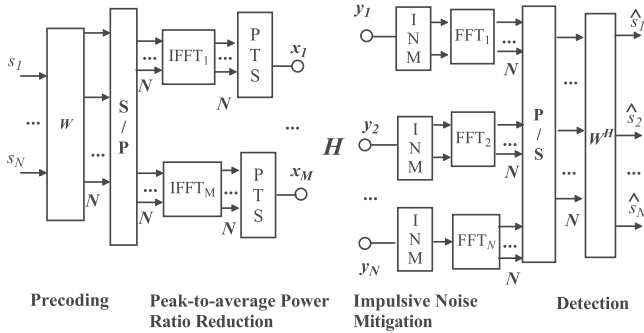 s1
...
sN
W
...
N
S
/
P
...
N
IFFT1
...
N
P
T
S
x1
...
...
N
IFFTM
...
N
P
T
S
xM
H
y1
I
N
M
FFT1
...
N
y2
I
N
M
FFT2
...
N
...
yN
I
N
M
FFTN
...
N
P
/
S
...
...
N
W^H
ŝ1
ŝ2
...
ŝN
Precoding
Peak-to-average Power
Ratio Reduction
Impulsive Noise
Mitigation
Detection